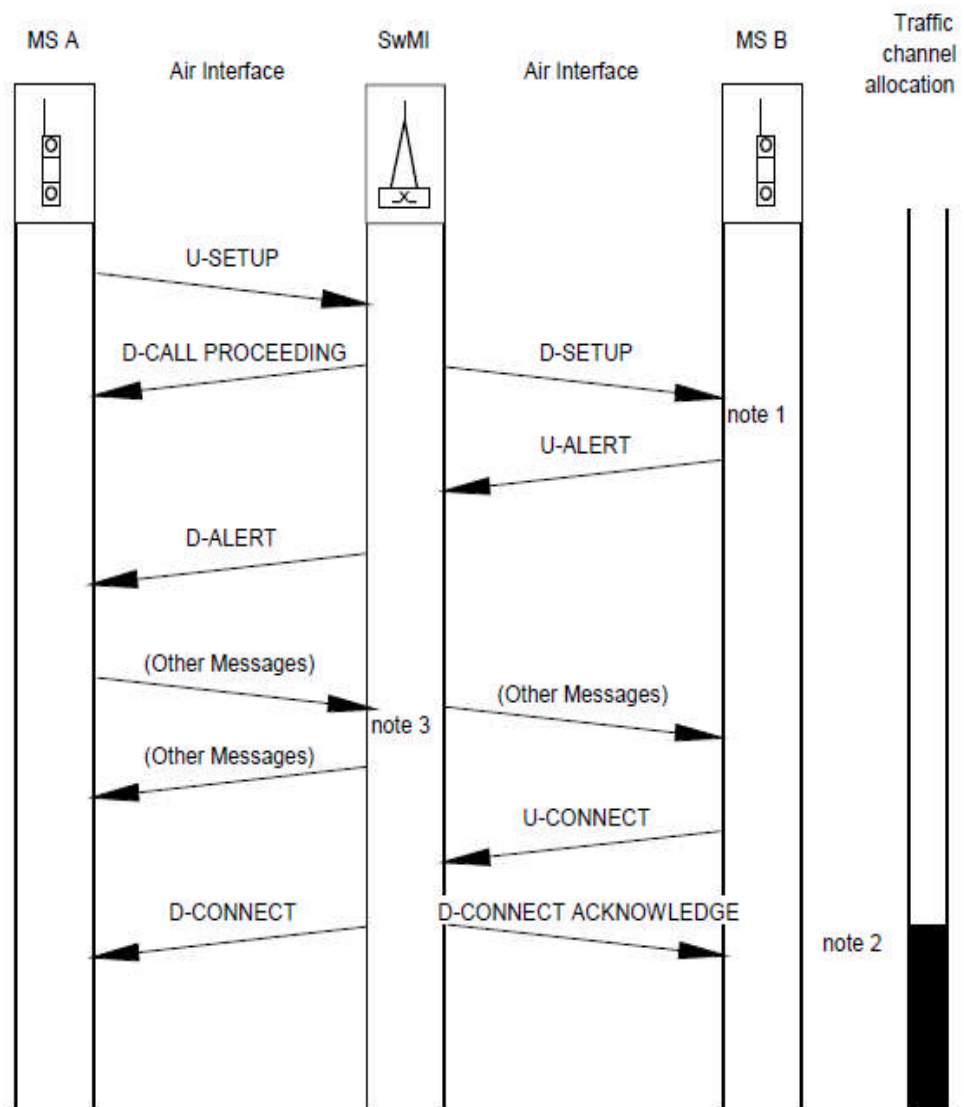 MS A
SwMI
MS B
Traffic
channel
allocation
Air Interface
Air Interface
U-SETUP
D-CALL PROCEEDING
D-SETUP
note 1
U-ALERT
D-ALERT
(Other Messages)
(Other Messages)
note 3
(Other Messages)
U-CONNECT
D-CONNECT
D-CONNECT ACKNOWLEDGE
note 2